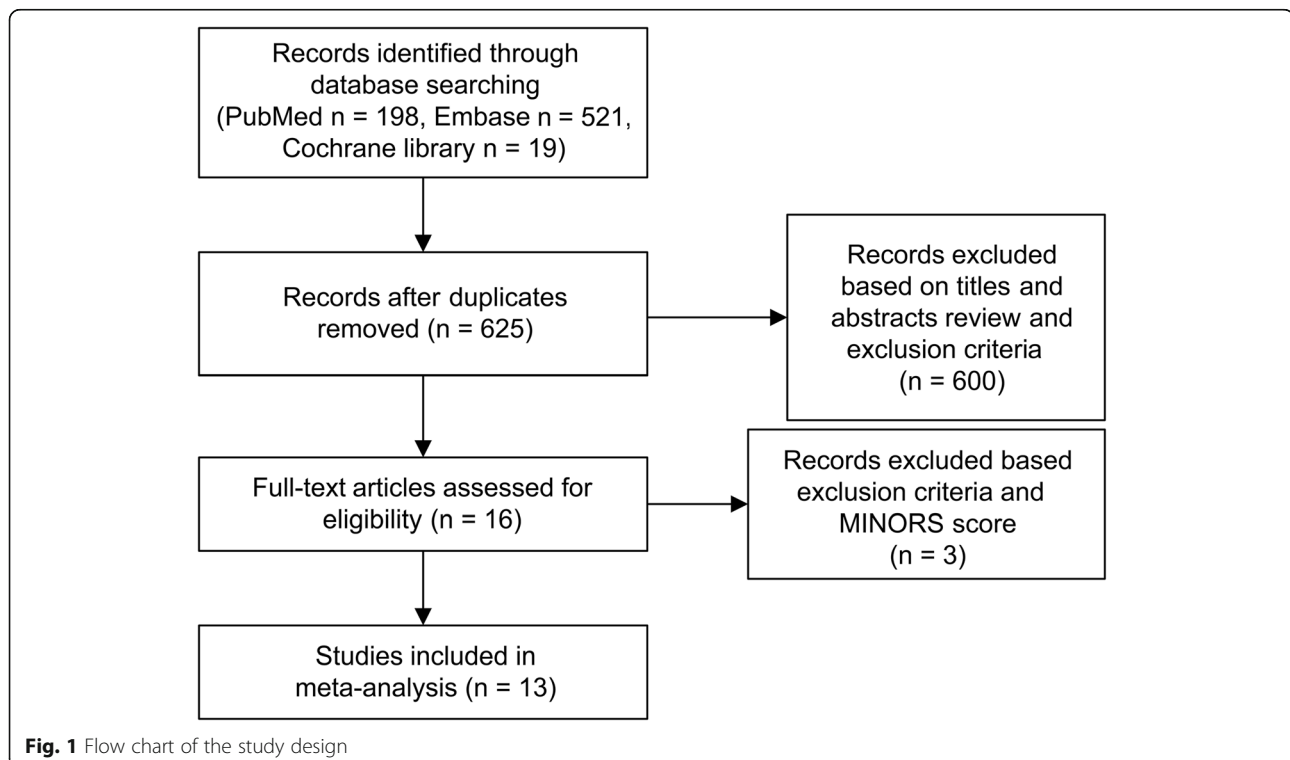 Records identified through
database searching
(PubMed n = 198, Embase n = 521,
Cochrane library n = 19)
Records after duplicates
removed (n = 625)
Records excluded
based on titles and
abstracts review and
exclusion criteria
(n = 600)
Full-text articles assessed for
eligibility (n = 16)
Records excluded based
exclusion criteria and
MINORS score
(n = 3)
Studies included in
meta-analysis (n = 13)
Fig. 1 Flow chart of the study design